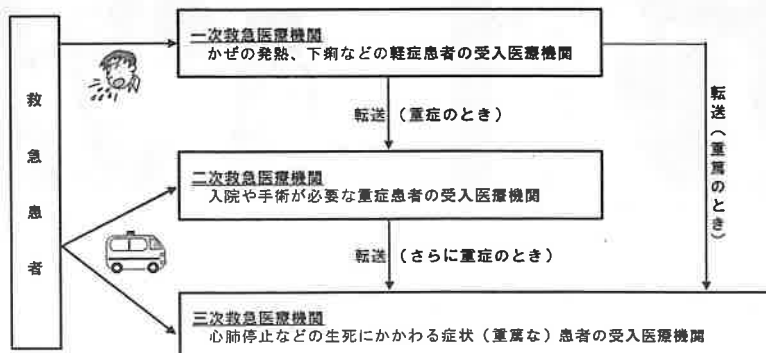 救急患者
一次救急医療機関
かぜの発熱、下痢などの軽症患者の受入医療機関
転送（重症のとき）
転送（重篤のとき）
二次救急医療機関
入院や手術が必要な重症患者の受入医療機関
転送（さらに重症のとき）
三次救急医療機関
心肺停止などの生死にかかわる症状（重篤な）患者の受入医療機関